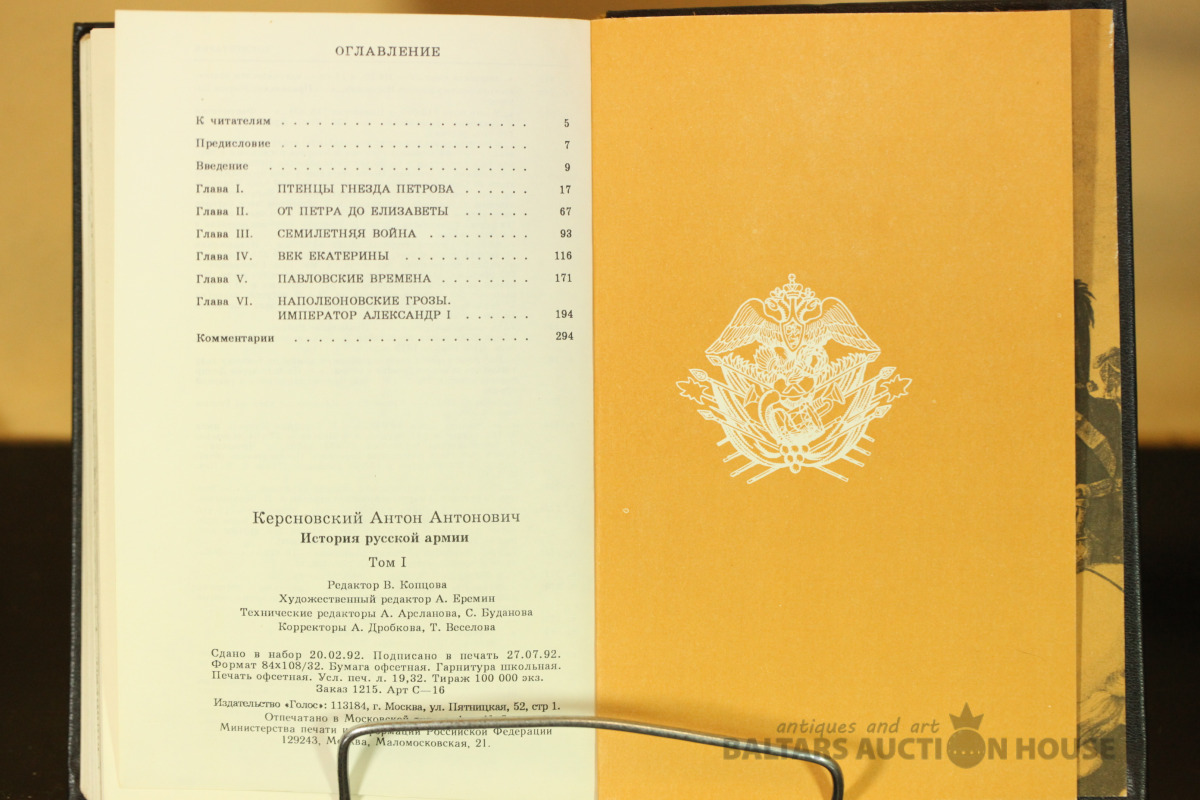 ОГЛАВЛЕНИЕ
К читателям . . . . . . . . . . . . . . . . . . . . . 5
Предисловие . . . . . . . . . . . . . . . . . . . . . 7
Введение . . . . . . . . . . . . . . . . . . . . . . 9
Глава I. ПТЕНЦЫ ГНЕЗДА ПЕТРОВА . . . . . . 17
Глава II. ОТ ПЕТРА ДО ЕЛИЗАВЕТЫ . . . . . . 67
Глава III. СЕМИЛЕТНЯЯ ВОЙНА . . . . . . . . . 93
Глава IV. ВЕК ЕКАТЕРИНЫ . . . . . . . . . . . 116
Глава V. ПАВЛОВСКИЕ ВРЕМЕНА . . . . . . . . 171
Глава VI. НАПОЛЕОНОВСКИЕ ГРОЗЫ.
ИМПЕРАТОР АЛЕКСАНДР I . . . . . . 194
Комментарии . . . . . . . . . . . . . . . . . . . . 294
Керсновский Антон Антонович
История русской армии
Том I
Редактор В. Копцова
Художественный редактор А. Еремин
Технические редакторы А. Арсланова, С. Буданова
Корректоры А. Дробкова, Т. Веселова
Сдано в набор 20.02.92. Подписано в печать 27.07.92.
Формат 84х108/32. Бумага офсетная. Гарнитура школьная.
Печать офсетная. Усл. печ. л. 19,32. Тираж 100 000 экз.
Заказ 1215. Арт С—16
Издательство «Голос»: 113184, г. Москва, ул. Пятницкая, 52, стр 1.
Отпечатано в Московской
Министерства печати и информации Российской Федерации
129243, Москва, Маломосковская, 21.
antiques and art
BALTARS AUCTION HOUSE